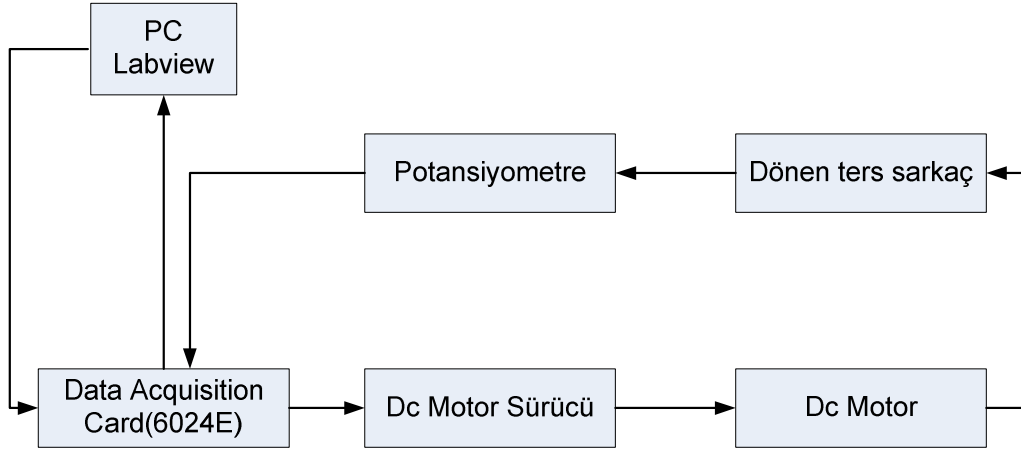 PC
Labview
Potansiyometre
Dönen ters sarkaç
Data Acquisition
Card(6024E)
Dc Motor Sürücü
Dc Motor